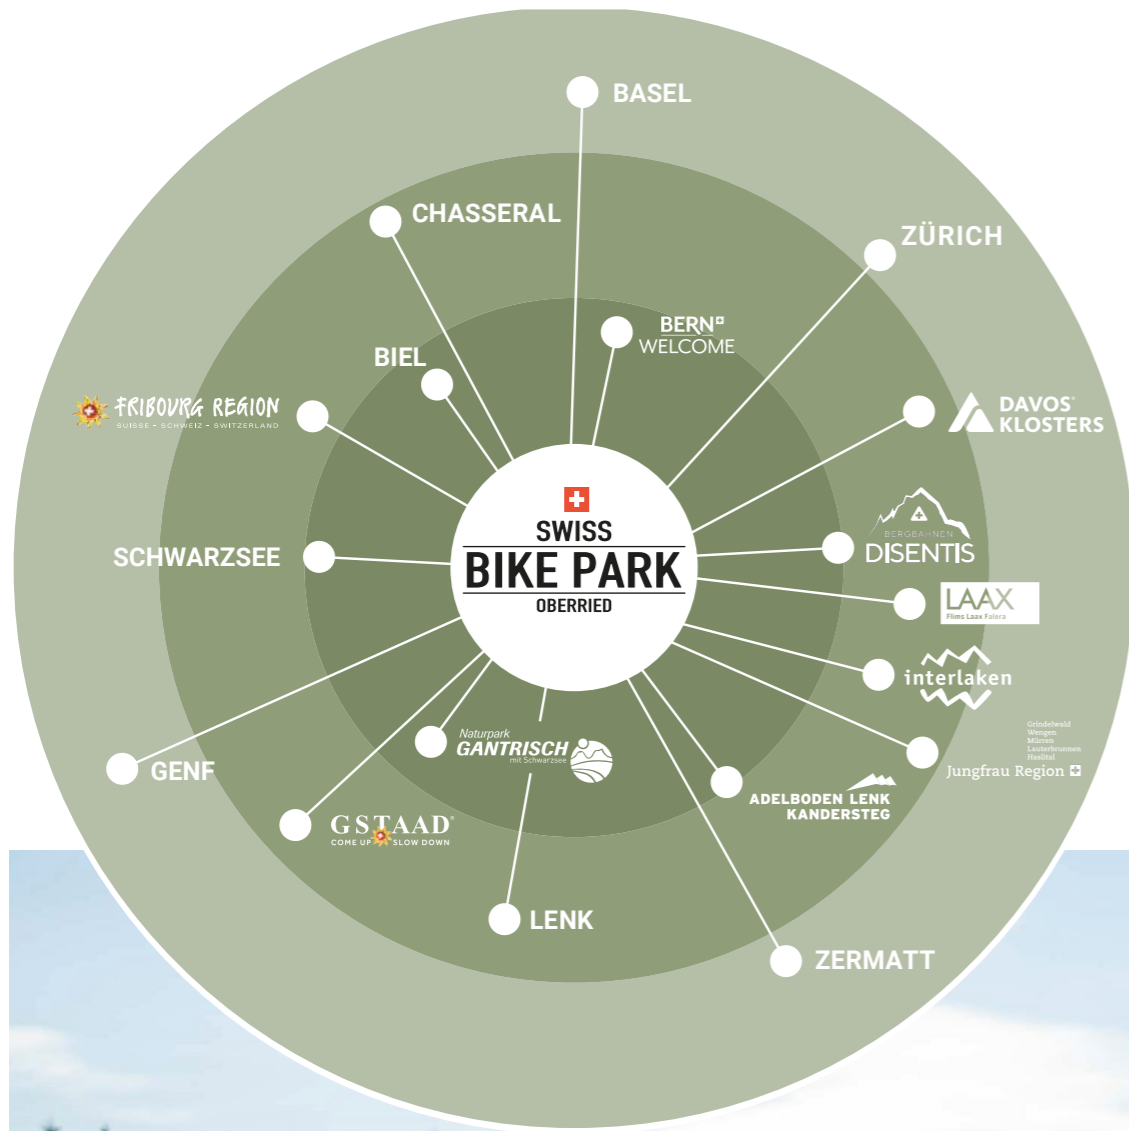 BASEL
CHASSERAL
ZÜRICH
BERN
WELCOME
BIEL
FRIBOURG REGION
SUISSE – SCHWEIZ – SWITZERLAND
DAVOS
KLOSTERS
SWISS
BIKE PARK
OBERRIED
BERGBAHNEN
DISENTIS
SCHWARZSEE
LAAX
Flims Laax Falera
interlaken
Grindelwald
Wengen
Mürren
Lauterbrunnen
Haslital
Jungfrau Region
Naturpark
GANTRISCH
mit Schwarzsee
GENF
ADELBODEN LENK
KANDERSTEG
GSTAAD®
COME UP SLOW DOWN
LENK
ZERMATT